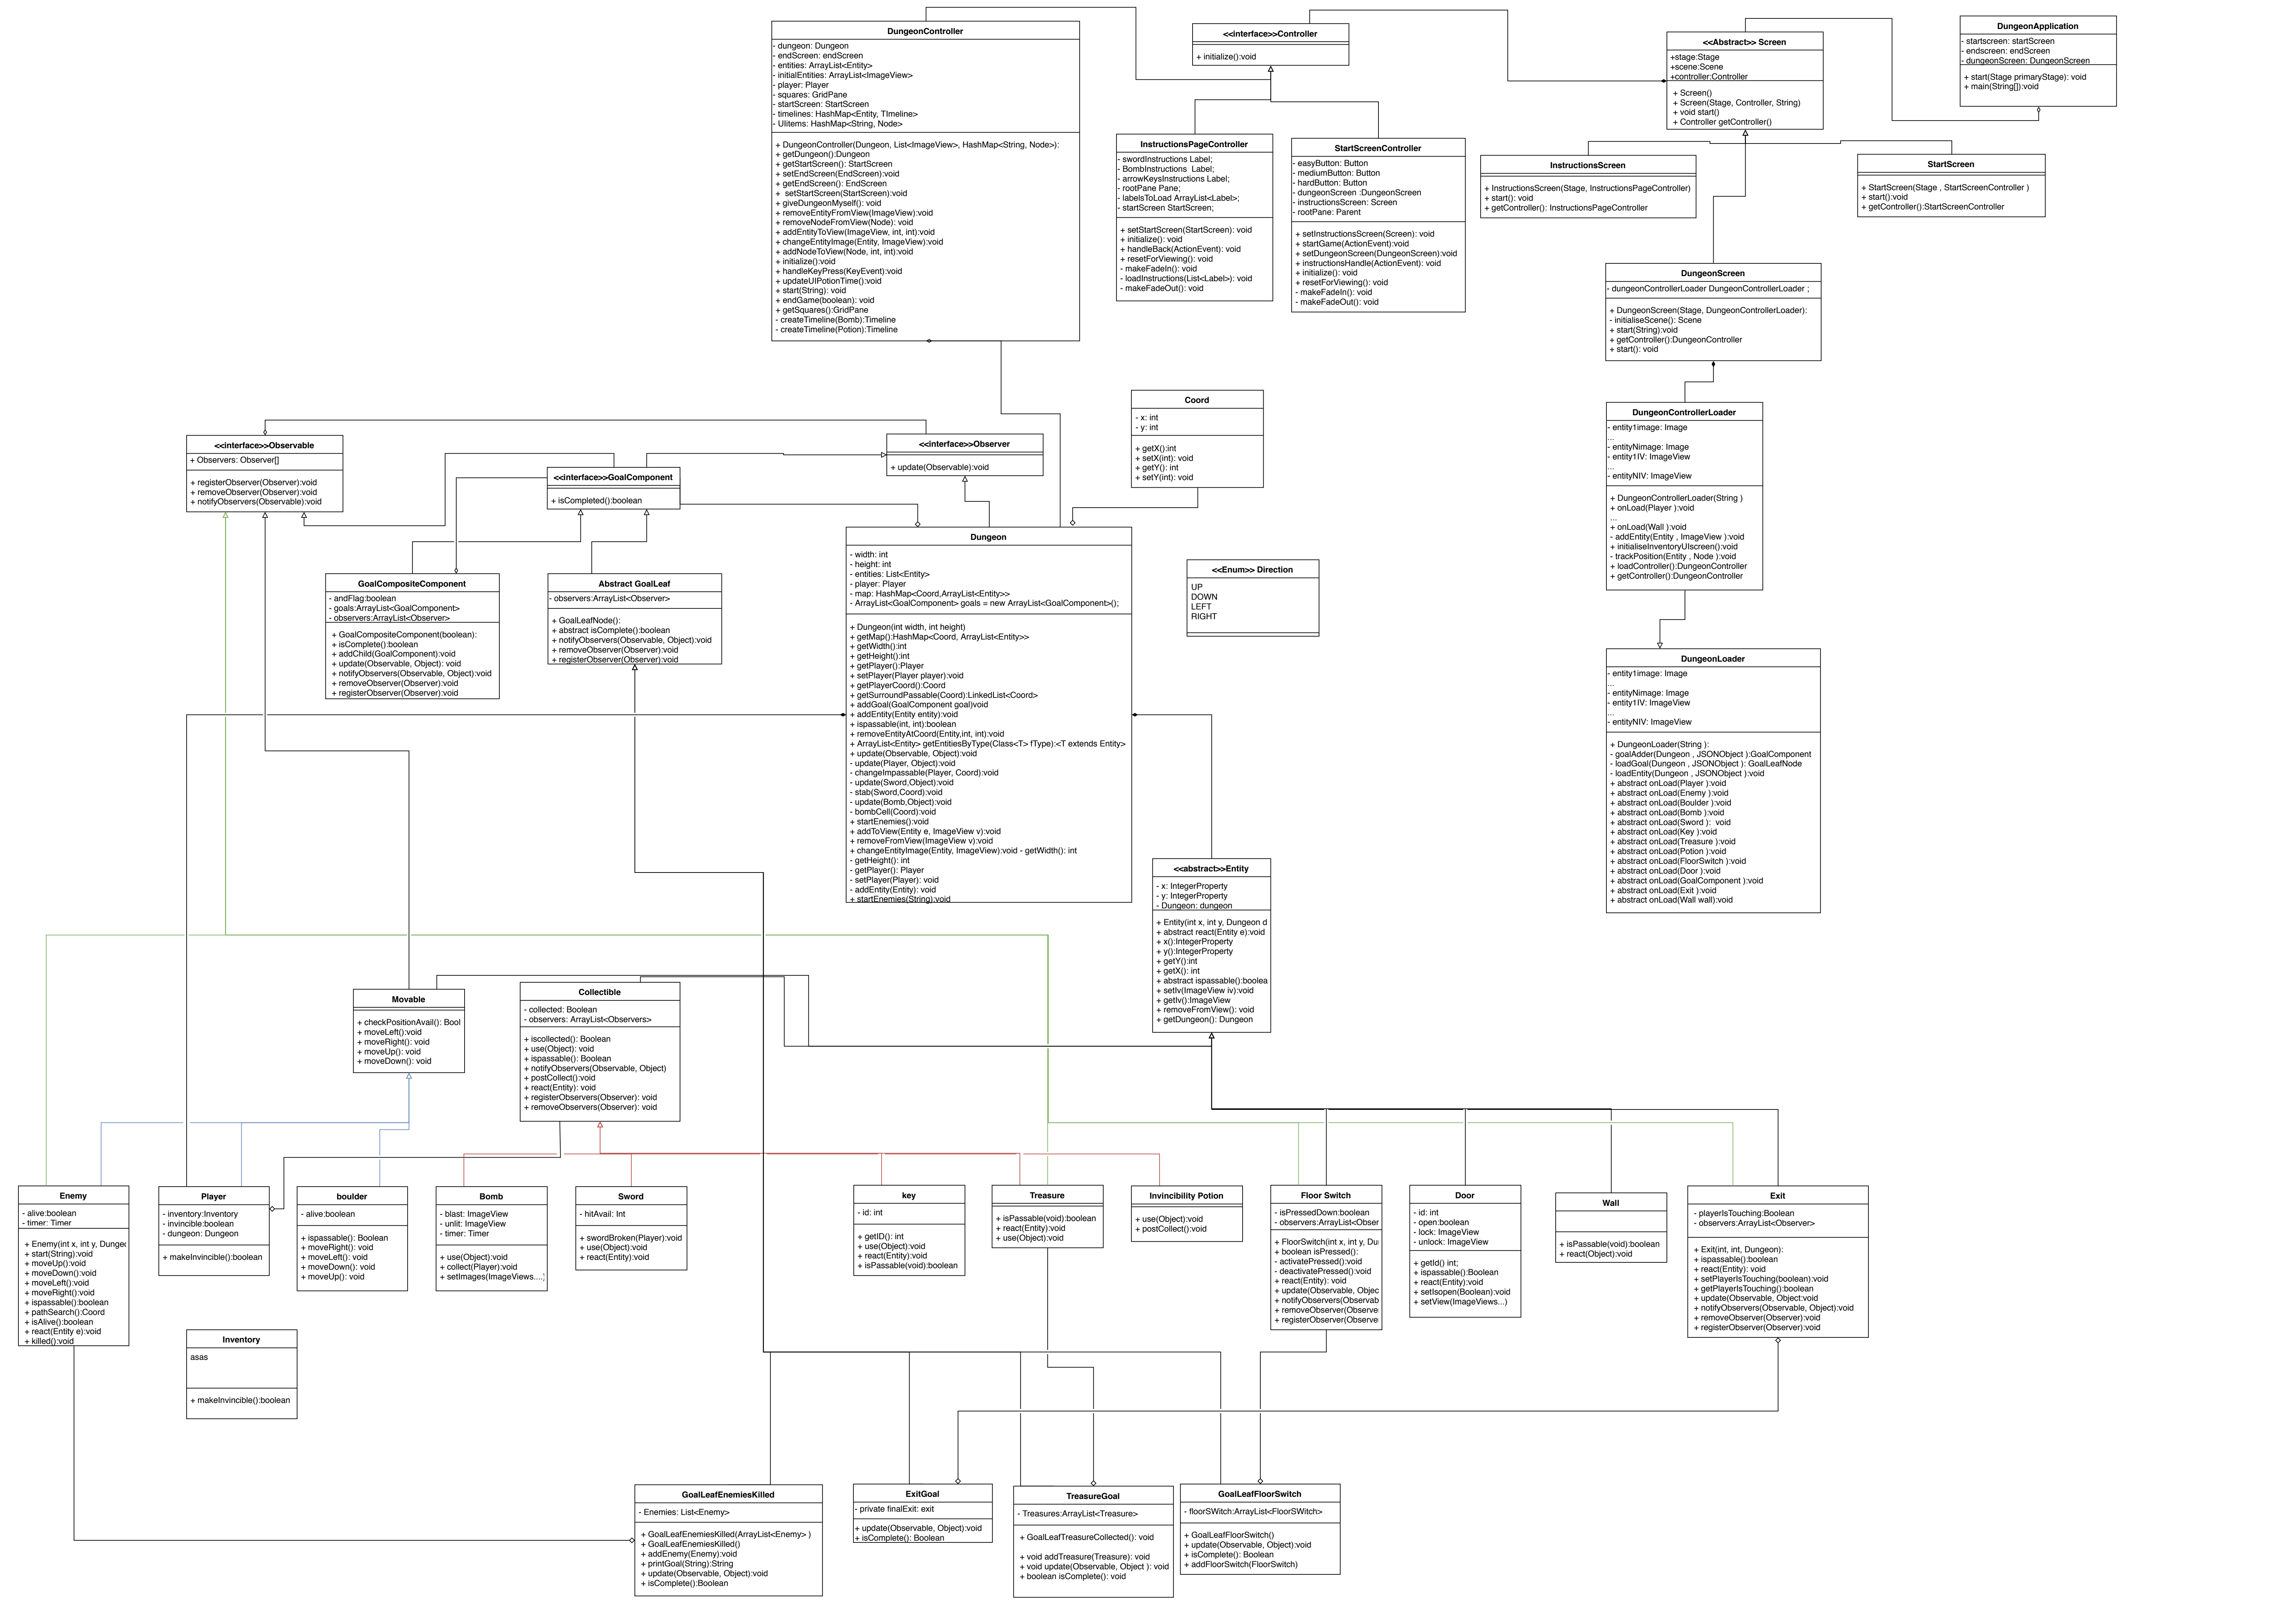 DungeonController
- dungeon: Dungeon
- endScreen: endScreen
- entities: ArrayList<Entity>
- initialEntities: ArrayList<ImageView>
- player: Player
- squares: GridPane
- startScreen: StartScreen
- timelines: HashMap<Entity, TImeline>
- UIitems: HashMap<String, Node>
+ DungeonController(Dungeon, List<ImageView>, HashMap<String, Node>):
+ getDungeon():Dungeon
+ getStartScreen(): StartScreen
+ setEndScreen(EndScreen):void
+ getEndScreen(): EndScreen
+ setStartScreen(StartScreen):void
+ giveDungeonMyself(): void
+ removeEntityFromView(ImageView):void
+ removeNodeFromView(Node): void
+ addEntityToView(ImageView, int, int):void
+ changeEntityImage(Entity, ImageView):void
+ addNodeToView(Node, int, int):void
+ initialize():void
+ handleKeyPress(KeyEvent):void
+ updateUIPotionTime():void
+ start(String): void
+ endGame(boolean): void
+ getSquares():GridPane
- createTimeline(Bomb):Timeline
- createTimeline(Potion):Timeline
<<interface>>Controller
+ initialize():void
<<Abstract>> Screen
+stage:Stage
+scene:Scene
+controller:Controller
+ Screen()
+ Screen(Stage, Controller, String)
+ void start()
+ Controller getController()
DungeonApplication
- startscreen: startScreen
- endscreen: endScreen
- dungeonScreen: DungeonScreen
+ start(Stage primaryStage): void
+ main(String[]):void
InstructionsPageController
- swordInstructions Label;
- BombInstructions Label;
- arrowKeysInstructions Label;
- rootPane Pane;
- labelsToLoad ArrayList<Label>;
- startScreen StartScreen;
+ setStartScreen(StartScreen): void
+ initialize(): void
+ handleBack(ActionEvent): void
+ resetForViewing(): void
- makeFadeIn(): void
- loadInstructions(List<Label>): void
- makeFadeOut(): void
StartScreenController
- easyButton: Button
- mediumButton: Button
- hardButton: Button
- dungeonScreen :DungeonScreen
- instructionsScreen: Screen
- rootPane: Parent
+ setInstructionsScreen(Screen): void
+ startGame(ActionEvent):void
+ setDungeonScreen(DungeonScreen):void
+ instructionsHandle(ActionEvent): void
+ initialize(): void
+ resetForViewing(): void
- makeFadeIn(): void
- makeFadeOut(): void
InstructionsScreen
+ InstructionsScreen(Stage, InstructionsPageController)
+ start(): void
+ getController(): InstructionsPageController
StartScreen
+ StartScreen(Stage , StartScreenController )
+ start():void
+ getController():StartScreenController
DungeonScreen
- dungeonControllerLoader DungeonControllerLoader ;
+ DungeonScreen(Stage, DungeonControllerLoader):
- initialiseScene(): Scene
+ start(String):void
+ getController():DungeonController
+ start(): void
Coord
- x: int
- y: int
+ getX():int
+ setX(int): void
+ getY(): int
+ setY(int): void
DungeonControllerLoader
- entity1image: Image
...
- entityNimage: Image
- entity1IV: ImageView
...
- entityNIV: ImageView
+ DungeonControllerLoader(String )
+ onLoad(Player ):void
...
+ onLoad(Wall ):void
- addEntity(Entity , ImageView ):void
+ initialiseInventoryUIscreen():void
- trackPosition(Entity , Node ):void
+ loadController():DungeonController
+ getController():DungeonController
<<interface>>Observable
+ Observers: Observer[]
+ registerObserver(Observer):void
+ removeObserver(Observer):void
+ notifyObservers(Observable):void
<<interface>>GoalComponent
+ isCompleted():boolean
<<interface>>Observer
+ update(Observable):void
GoalCompositeComponent
- andFlag:boolean
- goals:ArrayList<GoalComponent>
- observers:ArrayList<Observer>
+ GoalCompositeComponent(boolean):
+ isComplete():boolean
+ addChild(GoalComponent):void
+ update(Observable, Object): void
+ notifyObservers(Observable, Object):void
+ removeObserver(Observer):void
+ registerObserver(Observer):void
Abstract GoalLeaf
- observers:ArrayList<Observer>
+ GoalLeafNode():
+ abstract isComplete():boolean
+ notifyObservers(Observable, Object):void
+ removeObserver(Observer):void
+ registerObserver(Observer):void
Dungeon
- width: int
- height: int
- entities: List<Entity>
- player: Player
- map: HashMap<Coord,ArrayList<Entity>>
- ArrayList<GoalComponent> goals = new ArrayList<GoalComponent>();
+ Dungeon(int width, int height)
+ getMap():HashMap<Coord, ArrayList<Entity>>
+ getWidth():int
+ getHeight():int
+ getPlayer():Player
+ setPlayer(Player player):void
+ getPlayerCoord():Coord
+ getSurroundPassable(Coord):LinkedList<Coord>
+ addGoal(GoalComponent goal)void
+ addEntity(Entity entity):void
+ ispassable(int, int):boolean
+ removeEntityAtCoord(Entity,int, int):void
+ ArrayList<Entity> getEntitiesByType(Class<T> fType):<T extends Entity>
+ update(Observable, Object):void
- update(Player, Object):void
- changeImpassable(Player, Coord):void
- update(Sword,Object):void
- stab(Sword,Coord):void
- update(Bomb,Object):void
- bombCell(Coord):void
+ startEnemies():void
+ addToView(Entity e, ImageView v):void
+ removeFromView(ImageView v):void
+ changeEntityImage(Entity, ImageView):void - getWidth(): int
- getHeight(): int
- getPlayer(): Player
- setPlayer(Player): void
- addEntity(Entity): void
+ startEnemies(String):void
<<Enum>> Direction
UP
DOWN
LEFT
RIGHT
DungeonLoader
- entity1image: Image
...
- entityNimage: Image
- entity1IV: ImageView
...
- entityNIV: ImageView
+ DungeonLoader(String ):
- goalAdder(Dungeon , JSONObject ):GoalComponent
- loadGoal(Dungeon , JSONObject ): GoalLeafNode
- loadEntity(Dungeon , JSONObject ):void
+ abstract onLoad(Player ):void
+ abstract onLoad(Enemy ):void
+ abstract onLoad(Boulder ):void
+ abstract onLoad(Bomb ):void
+ abstract onLoad(Sword ): void
+ abstract onLoad(Key ):void
+ abstract onLoad(Treasure ):void
+ abstract onLoad(Potion ):void
+ abstract onLoad(FloorSwitch ):void
+ abstract onLoad(Door ):void
+ abstract onLoad(GoalComponent ):void
+ abstract onLoad(Exit ):void
+ abstract onLoad(Wall wall):void
<<abstract>>Entity
- x: IntegerProperty
- y: IntegerProperty
- Dungeon: dungeon
+ Entity(int x, int y, Dungeon d
+ abstract react(Entity e):void
+ x():IntegerProperty
+ y():IntegerProperty
+ getY():int
+ getX(): int
+ abstract ispassable():boolea
+ setIv(ImageView iv):void
+ getIv():ImageView
+ removeFromView(): void
+ getDungeon(): Dungeon
Movable
+ checkPositionAvail(): Bool
+ moveLeft():void
+ moveRight(): void
+ moveUp(): void
+ moveDown(): void
Collectible
- collected: Boolean
- observers: ArrayList<Observers>
+ iscollected(): Boolean
+ use(Object): void
+ ispassable(): Boolean
+ notifyObservers(Observable, Object)
+ postCollect():void
+ react(Entity): void
+ registerObservers(Observer): void
+ removeObservers(Observer): void
Enemy
- alive:boolean
- timer: Timer
+ Enemy(int x, int y, Dungeo
+ start(String):void
+ moveUp():void
+ moveDown():void
+ moveLeft():void
+ moveRight():void
+ ispassable():boolean
+ pathSearch():Coord
+ isAlive():boolean
+ react(Entity e):void
+ killed():void
Player
- inventory:Inventory
- invincible:boolean
- dungeon: Dungeon
+ makeInvincible():boolean
boulder
- alive:boolean
+ ispassable(): Boolean
+ moveRight(): void
+ moveLeft(): void
+ moveDown(): void
+ moveUp(): void
Bomb
- blast: ImageView
- unlit: ImageView
- timer: Timer
+ use(Object):void
+ collect(Player):void
+ setImages(ImageViews....)
Sword
- hitAvail: Int
+ swordBroken(Player):void
+ use(Object):void
+ react(Entity):void
key
- id: int
+ getID(): int
+ use(Object):void
+ react(Entity):void
+ isPassable(void):boolean
Treasure
+ isPassable(void):boolean
+ react(Entity):void
+ use(Object):void
Invincibility Potion
+ use(Object):void
+ postCollect():void
Floor Switch
- isPressedDown:boolean
- observers:ArrayList<Obser
+ FloorSwitch(int x, int y, Du
+ boolean isPressed():
- activatePressed():void
- deactivatePressed():void
+ react(Entity): void
+ update(Observable, Objec
+ notifyObservers(Observab
+ removeObserver(Observe
+ registerObserver(Observe
Door
- id: int
- open:boolean
- lock: ImageView
- unlock: ImageView
+ getId() int;
+ ispassable():Boolean
+ react(Entity):void
+ setIsopen(Boolean):void
+ setView(ImageViews...)
Wall
+ isPassable(void):boolean
+ react(Object):void
Exit
- playerIsTouching:Boolean
- observers:ArrayList<Observer>
+ Exit(int, int, Dungeon):
+ ispassable():boolean
+ react(Entity): void
+ setPlayerIsTouching(boolean):void
+ getPlayerIsTouching():boolean
+ update(Observable, Object:void
+ notifyObservers(Observable, Object):void
+ removeObserver(Observer):void
+ registerObserver(Observer):void
Inventory
asas
+ makeInvincible():boolean
GoalLeafEnemiesKilled
- Enemies: List<Enemy>
+ GoalLeafEnemiesKilled(ArrayList<Enemy> )
+ GoalLeafEnemiesKilled()
+ addEnemy(Enemy):void
+ printGoal(String):String
+ update(Observable, Object):void
+ isComplete():Boolean
ExitGoal
- private finalExit: exit
+ update(Observable, Object):void
+ isComplete(): Boolean
TreasureGoal
- Treasures:ArrayList<Treasure>
+ GoalLeafTreasureCollected(): void
+ void addTreasure(Treasure): void
+ void update(Observable, Object ): void
+ boolean isComplete(): void
GoalLeafFloorSwitch
- floorSWitch:ArrayList<FloorSWitch>
+ GoalLeafFloorSwitch()
+ update(Observable, Object):void
+ isComplete(): Boolean
+ addFloorSwitch(FloorSwitch)